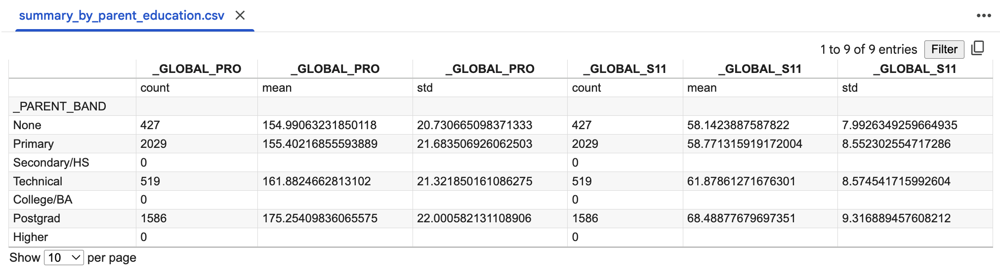 summary_by_parent_education.csv
1 to 9 of 9 entries Filter
_GLOBAL_PRO _GLOBAL_PRO _GLOBAL_PRO _GLOBAL_S11 _GLOBAL_S11 _GLOBAL_S11
count mean std count mean std
_PARENT_BAND
None 427 154.99063231850118 20.730665098371333 427 58.1423887587822 7.9926349259664935
Primary 2029 155.40216855593889 21.683506926062503 2029 58.771315919172004 8.552302554717286
Secondary/HS 0 0
Technical 519 161.8824662813102 21.321850161086275 519 61.87861271676301 8.574541715992604
College/BA 0 0
Postgrad 1586 175.25409836065575 22.000582131108906 1586 68.48877679697351 9.316889457608212
Higher 0 0
Show 10 per page